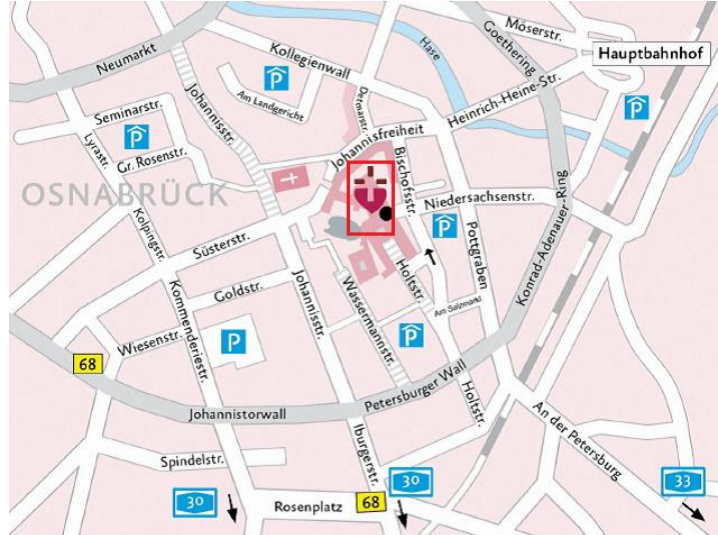 Neumarkt
Kollegienwall
Hase
Goethering
Möserstr.
Hauptbahnhof
P
Am Landgericht
Detmarstr.
Heinrich-Heine-Str.
P
Seminarstr.
Johannisstr.
P
Lyrastr.
Gr. Rosenstr.
Johannisfreiheit
Bischofsstr.
OSNABRÜCK
Niedersachsenstr.
Kolpingstr.
P
Pottgraben
Konrad-Adenauer-Ring
Süsterstr.
Kommenderiestr.
Goldstr.
Johannisstr.
Wassermannstr.
Holtstr.
Am Salzmarkt
Wiesenstr.
P
P
68
Petersburger Wall
Johannistorwall
Holtstr.
An der Petersburg
Iburgerstr.
Spindelstr.
30
Rosenplatz
68
30
33